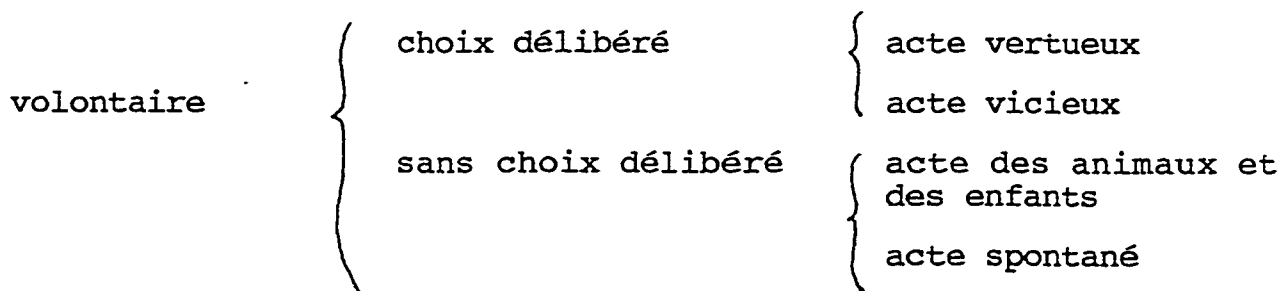 choix délibéré acte vertueux
volontaire acte vicieux
sans choix délibéré acte des animaux et
des enfants
acte spontané